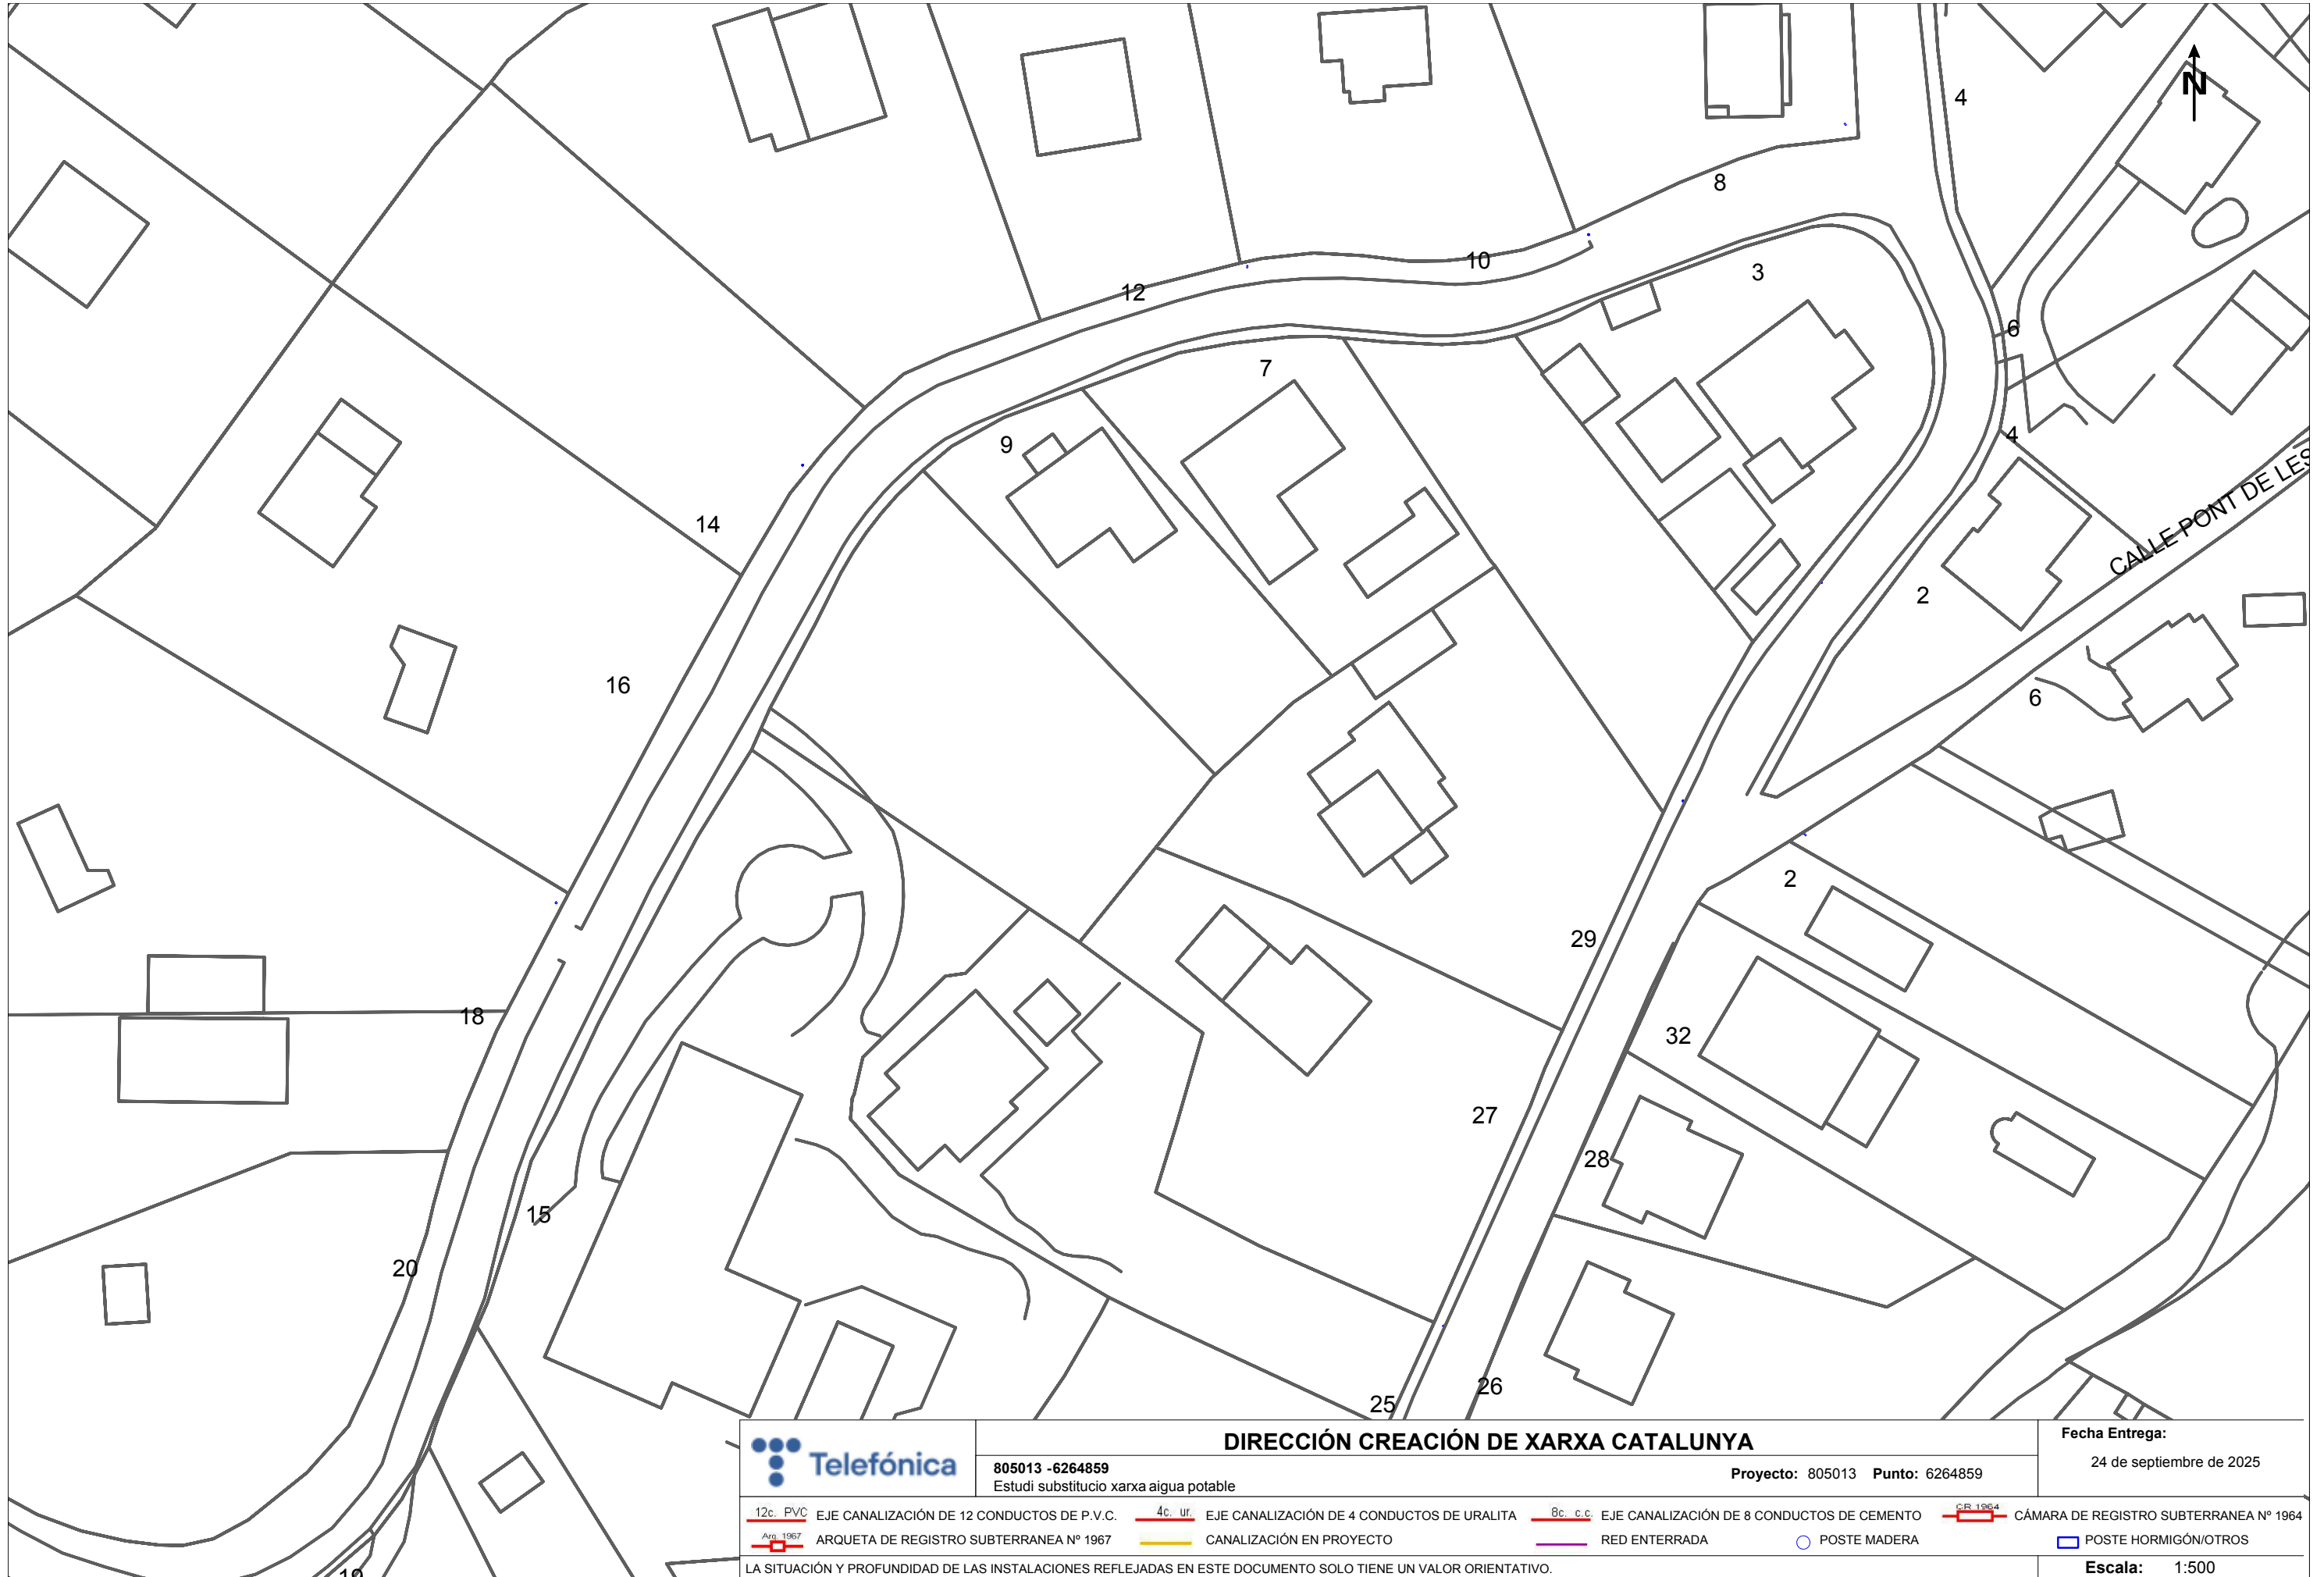 4
N
8
10
3
12
6
7
4
9
CALLE PONT DE LES
14
2
16
6
2
29
18
32
27
28
15
20
26
25
19
Telefónica
DIRECCIÓN CREACIÓN DE XARXA CATALUNYA
Fecha Entrega:
24 de septiembre de 2025
805013 -6264859
Estudi substitucio xarxa aigua potable
Proyecto: 805013 Punto: 6264859
12c. PVC EJE CANALIZACIÓN DE 12 CONDUCTOS DE P.V.C. 4c. ur. EJE CANALIZACIÓN DE 4 CONDUCTOS DE URALITA 8c. c.c. EJE CANALIZACIÓN DE 8 CONDUCTOS DE CEMENTO CR 1964 CÁMARA DE REGISTRO SUBTERRANEA Nº 1964
Arq. 1967 ARQUETA DE REGISTRO SUBTERRANEA Nº 1967 CANALIZACIÓN EN PROYECTO RED ENTERRADA POSTE MADERA POSTE HORMIGÓN/OTROS
LA SITUACIÓN Y PROFUNDIDAD DE LAS INSTALACIONES REFLEJADAS EN ESTE DOCUMENTO SOLO TIENE UN VALOR ORIENTATIVO.
Escala: 1:500